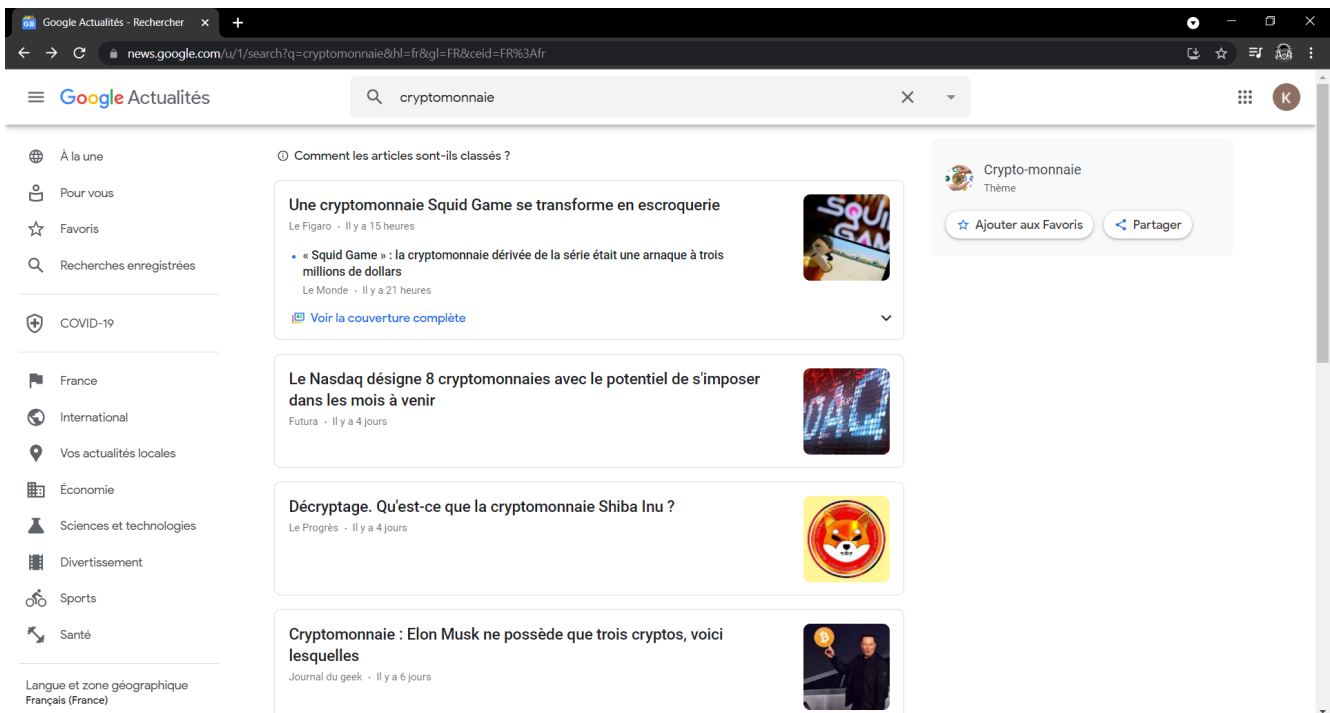 Google Actualités - Rechercher
news.google.com/u/1/search?q=cryptomonnaie&hl=fr&gl=FR&ceid=FR%3Afr
Google Actualités
cryptomonnaie
K
À la une
Pour vous
Favoris
Recherches enregistrées
COVID-19
France
International
Vos actualités locales
Économie
Sciences et technologies
Divertissement
Sports
Santé
Langue et zone géographique
Français (France)
Comment les articles sont-ils classés ?
Une cryptomonnaie Squid Game se transforme en escroquerie
Le Figaro · Il y a 15 heures
• « Squid Game » : la cryptomonnaie dérivée de la série était une arnaque à trois
millions de dollars
Le Monde · Il y a 21 heures
Voir la couverture complète
SQUI
GAM
Le Nasdaq désigne 8 cryptomonnaies avec le potentiel de s'imposer
dans les mois à venir
Futura · Il y a 4 jours
DAQ
Décryptage. Qu'est-ce que la cryptomonnaie Shiba Inu ?
Le Progrès · Il y a 4 jours
Cryptomonnaie : Elon Musk ne possède que trois cryptos, voici
lesquelles
Journal du geek · Il y a 6 jours
Crypto-monnaie
Thème
Ajouter aux Favoris
Partager